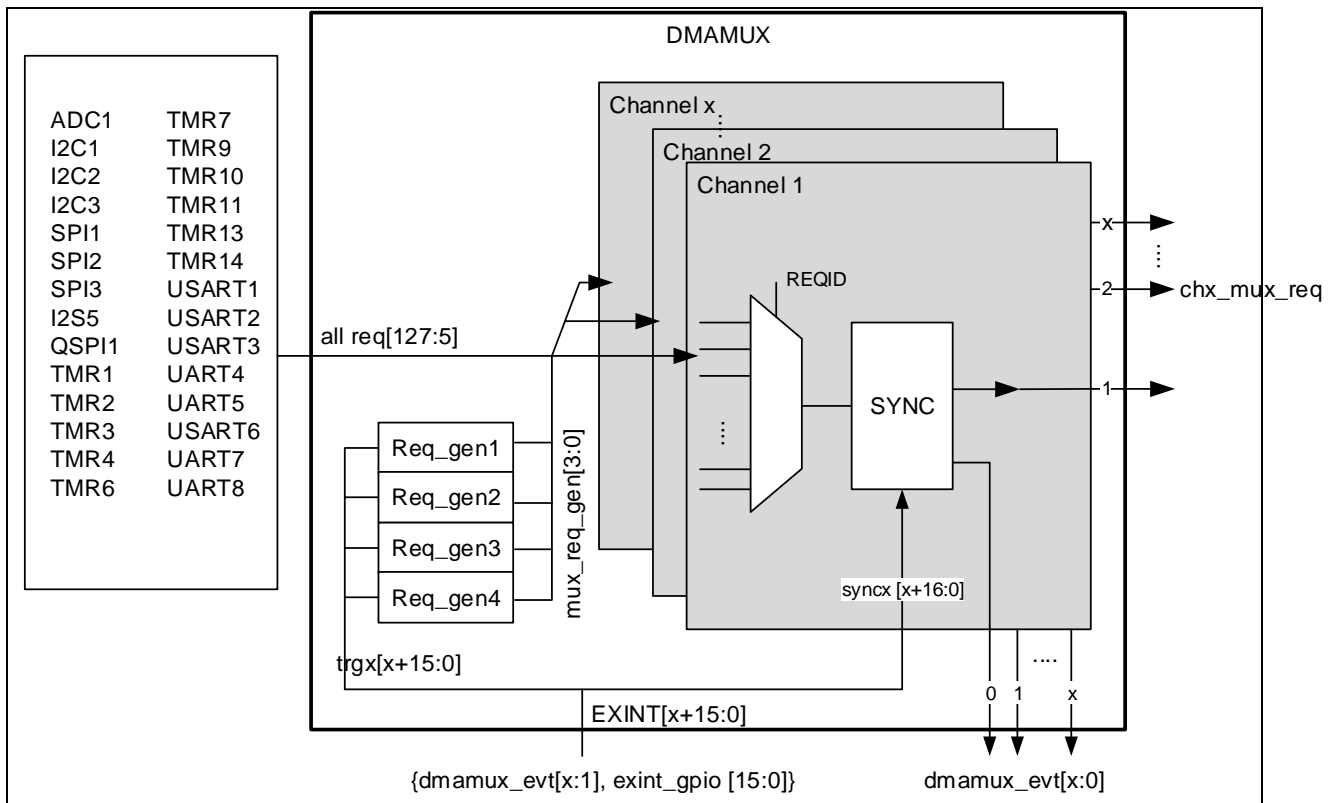 DMAMUX
ADC1 TMR7
I2C1 TMR9
I2C2 TMR10
I2C3 TMR11
SPI1 TMR13
SPI2 TMR14
SPI3 USART1
I2S5 USART2
QSPI1 USART3
TMR1 UART4
TMR2 UART5
TMR3 USART6
TMR4 UART7
TMR6 UART8
Channel x
Channel 2
Channel 1
REQID
SYNC
all req[127:5]
Req_gen1
Req_gen2
Req_gen3
Req_gen4
mux_req_gen[3:0]
syncx [x+16:0]
x
2
chx_mux_req
1
trgx[x+15:0]
EXINT[x+15:0]
0 1 x
{dmamux_evt[x:1], exint_gpio [15:0]}
dmamux_evt[x:0]